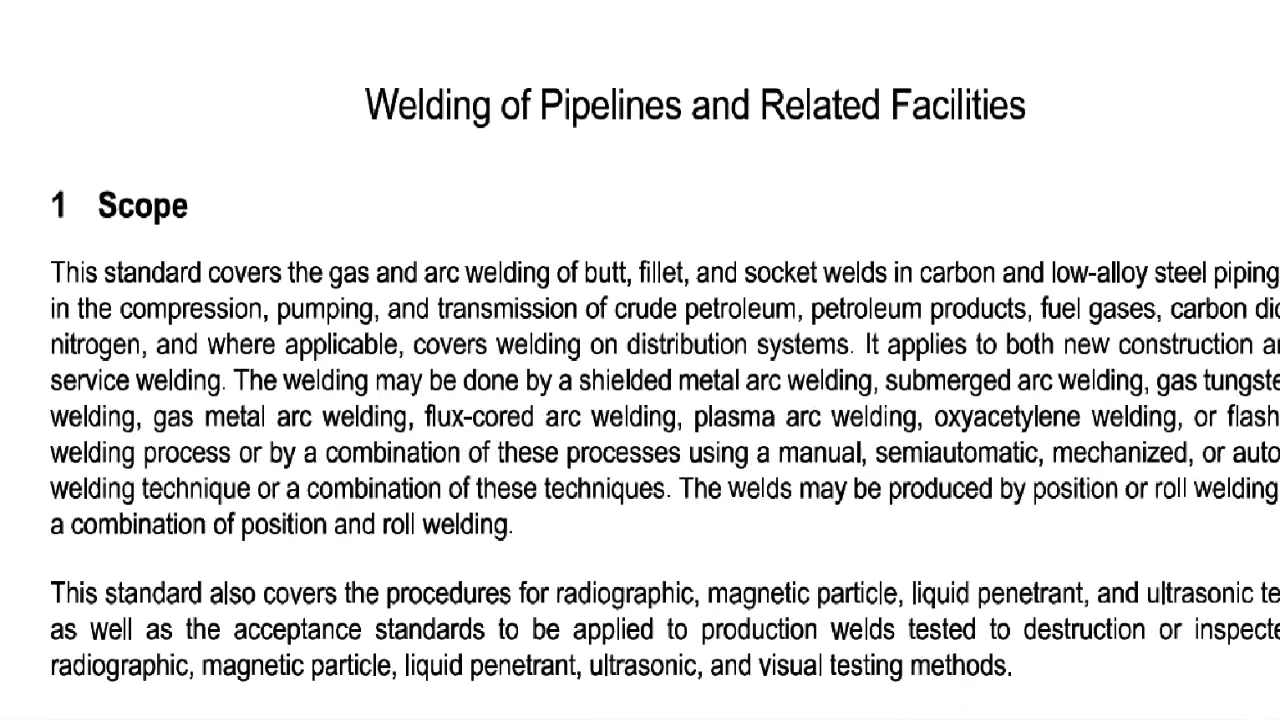 Welding of Pipelines and Related Facilities
1 Scope
This standard covers the gas and arc welding of butt, fillet, and socket welds in carbon and low-alloy steel piping
in the compression, pumping, and transmission of crude petroleum, petroleum products, fuel gases, carbon
nitrogen, and where applicable, covers welding on distribution systems. It applies to both new construction
service welding. The welding may be done by a shielded metal arc welding, submerged arc welding, gas
welding, gas metal arc welding, flux-cored arc welding, plasma arc welding, oxyacetylene welding, or flash
welding process or by a combination of these processes using a manual, semiautomatic, mechanized, or auto
welding technique or a combination of these techniques. The welds may be produced by position or roll welding
a combination of position and roll welding.
This standard also covers the procedures for radiographic, magnetic particle, liquid penetrant, and ultrasonic te
as well as the acceptance standards to be applied to production welds tested to destruction or
radiographic, magnetic particle, liquid penetrant, ultrasonic, and visual testing methods.